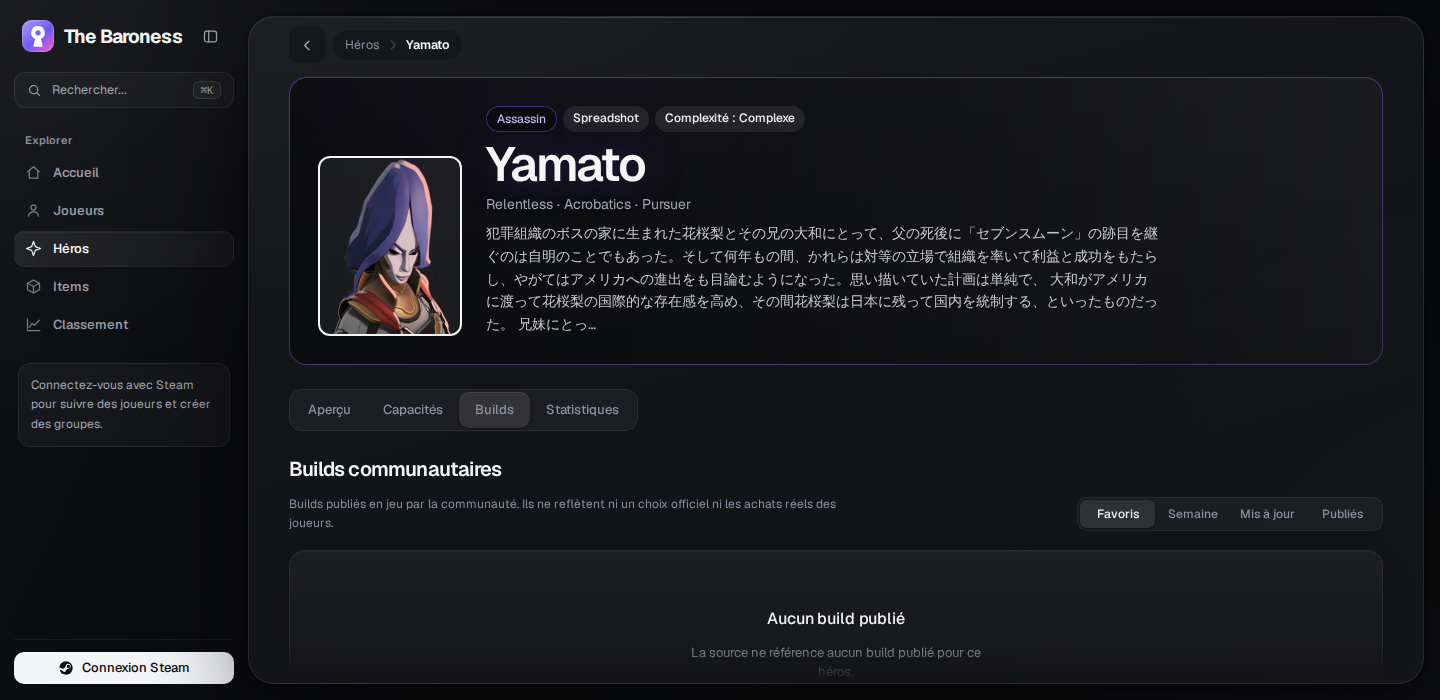 The Baroness
Rechercher...
⌘K
Explorer
Accueil
Joueurs
Héros
Items
Classement
Connectez-vous avec Steam
pour suivre des joueurs et créer
des groupes.
Connexion Steam
Héros
Yamato
Assassin
Spreadshot
Complexité : Complexe
Yamato
Relentless · Acrobatics · Pursuer
犯罪組織のボスの家に生まれた花桜梨とその兄の大和にとって、父の死後に「セブンスムーン」の跡目を継
ぐのは自明のことでもあった。そして何年もの間、かれらは対等の立場で組織を率いて利益と成功をもたら
し、やがてはアメリカへの進出をも目論むようになった。思い描いていた計画は単純で、 大和がアメリカ
に渡って花桜梨の国際的な存在感を高め、その間花桜梨は日本に残って国内を統制する、といったものだっ
た。 兄妹にとっ…
Aperçu
Capacités
Builds
Statistiques
Builds communautaires
Builds publiés en jeu par la communauté. Ils ne reflètent ni un choix officiel ni les achats réels des
joueurs.
Favoris
Semaine
Mis à jour
Publiés
Aucun build publié
La source ne référence aucun build publié pour ce
héros.